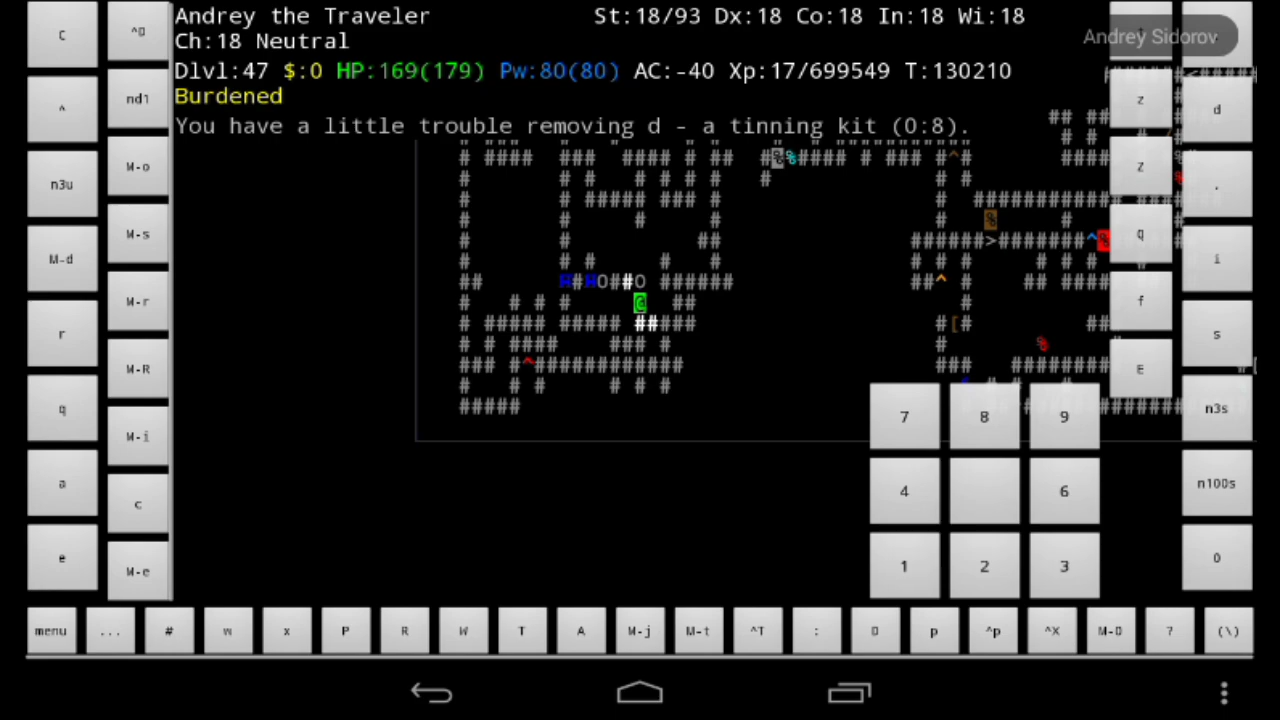 Andrey the Traveler St:18/93 Dx:18 Co:18 In:18 Wi:18
Ch:18 Neutral
Andrey Sidorov
Dlvl:47 $:0 HP:169(179) Pw:80(80) AC:-40 Xp:17/699549 T:130210
Burdened
You have a little trouble removing d - a tinning kit (0:8).
C ^D
^ nd1
n3u M-o
M-d M-s
r M-r
q M-R
a M-i
e c
M-e
z d
Z .
q i
f s
E n3s
n100s
0
7 8 9
4 6
1 2 3
menu ... # w x P R W T A M-j M-t ^T : D p ^p ^X M-O ? (\)